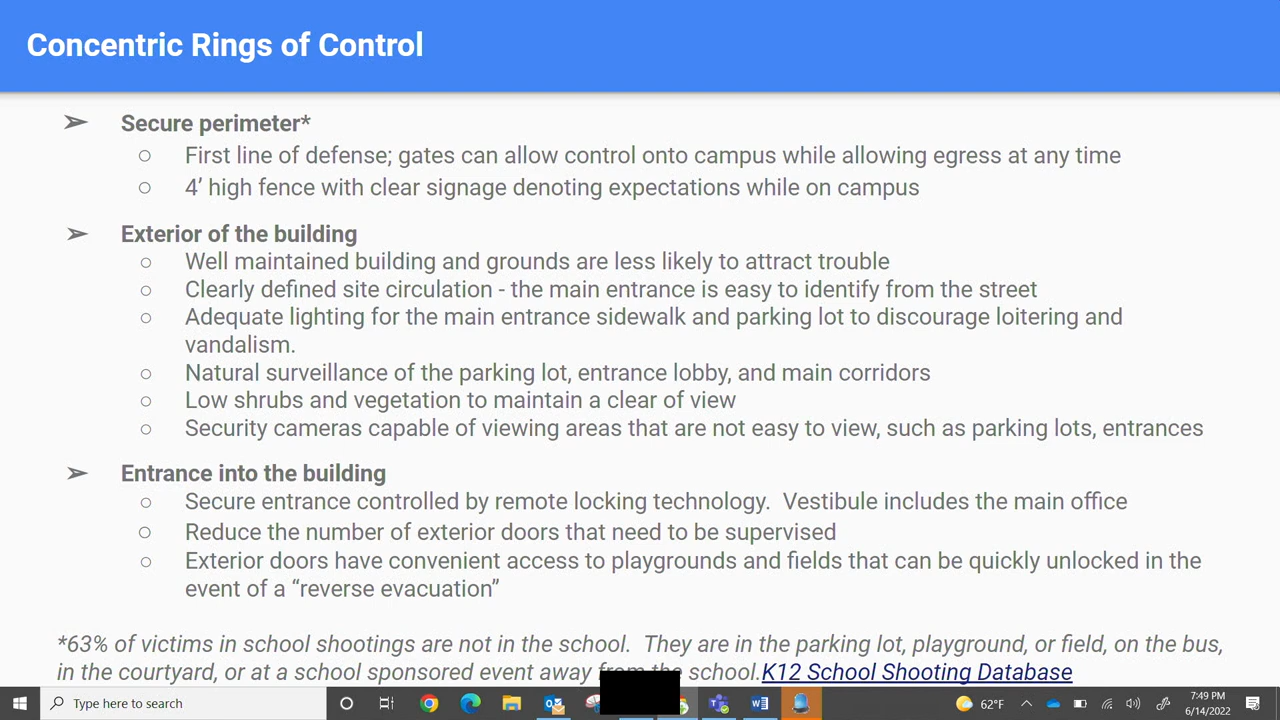 Concentric Rings of Control
➢ Secure perimeter*
○ First line of defense; gates can allow control onto campus while allowing egress at any time
○ 4’ high fence with clear signage denoting expectations while on campus
➢ Exterior of the building
○ Well maintained building and grounds are less likely to attract trouble
○ Clearly defined site circulation - the main entrance is easy to identify from the street
○ Adequate lighting for the main entrance sidewalk and parking lot to discourage loitering and
vandalism.
○ Natural surveillance of the parking lot, entrance lobby, and main corridors
○ Low shrubs and vegetation to maintain a clear of view
○ Security cameras capable of viewing areas that are not easy to view, such as parking lots, entrances
➢ Entrance into the building
○ Secure entrance controlled by remote locking technology.  Vestibule includes the main office
○ Reduce the number of exterior doors that need to be supervised
○ Exterior doors have convenient access to playgrounds and fields that can be quickly unlocked in the
event of a “reverse evacuation”
*63% of victims in school shootings are not in the school.  They are in the parking lot, playground, or field, on the bus,
in the courtyard, or at a school sponsored event away from the school.K12 School Shooting Database
Type here to search
62°F
7:49 PM
6/14/2022